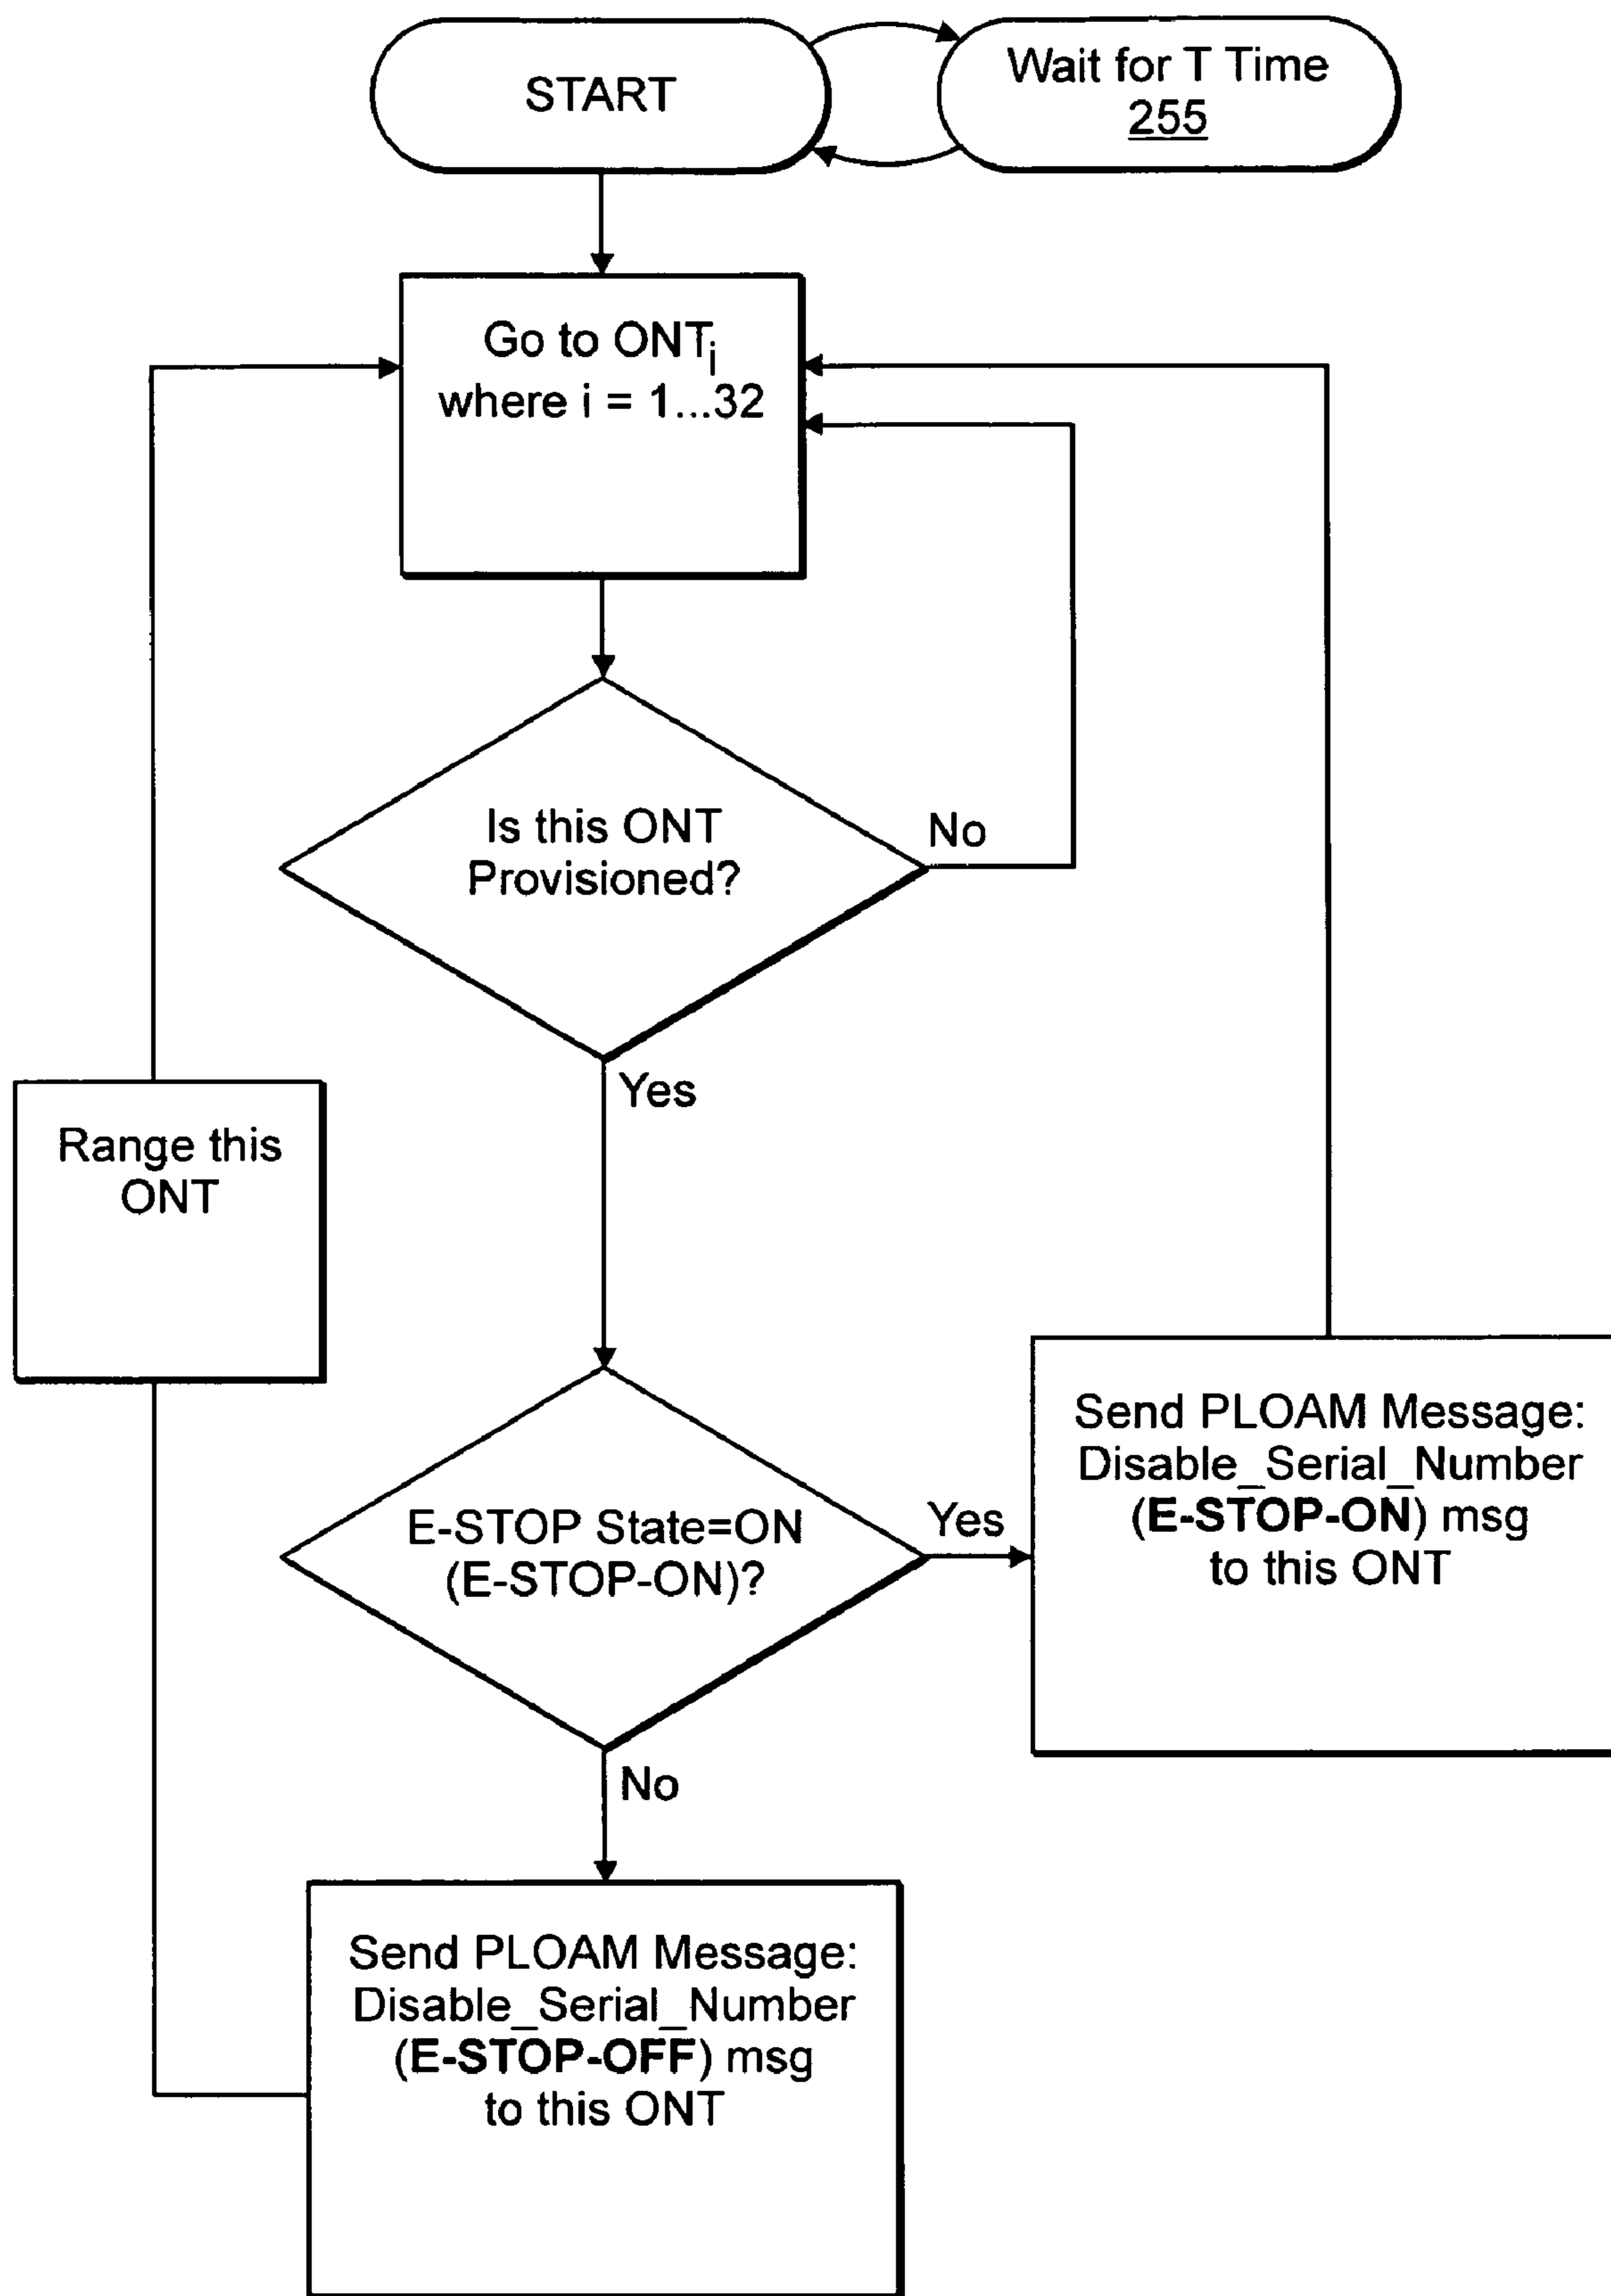 START
Wait for T Time
255
Go to ONTi
where i = 1...32
Is this ONT
Provisioned?
No
Yes
Range this
ONT
E-STOP State=ON
(E-STOP-ON)?
Yes
Send PLOAM Message:
Disable_Serial_Number
(E-STOP-ON) msg
to this ONT
No
Send PLOAM Message:
Disable_Serial_Number
(E-STOP-OFF) msg
to this ONT